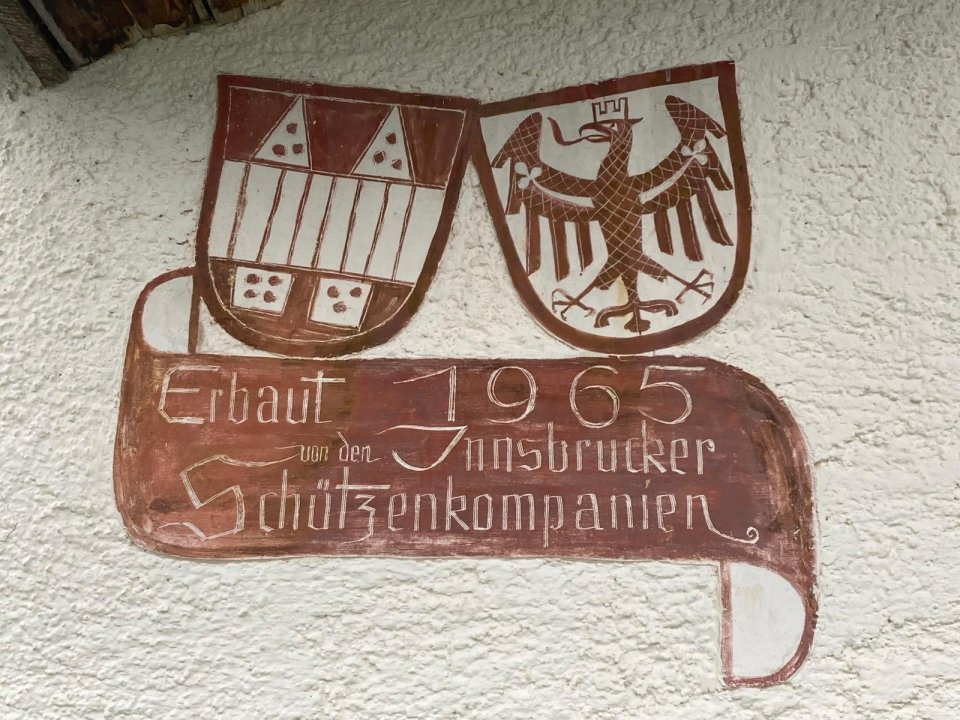 Erbaut 1965
von den Innsbrucker
Schützenkompanien